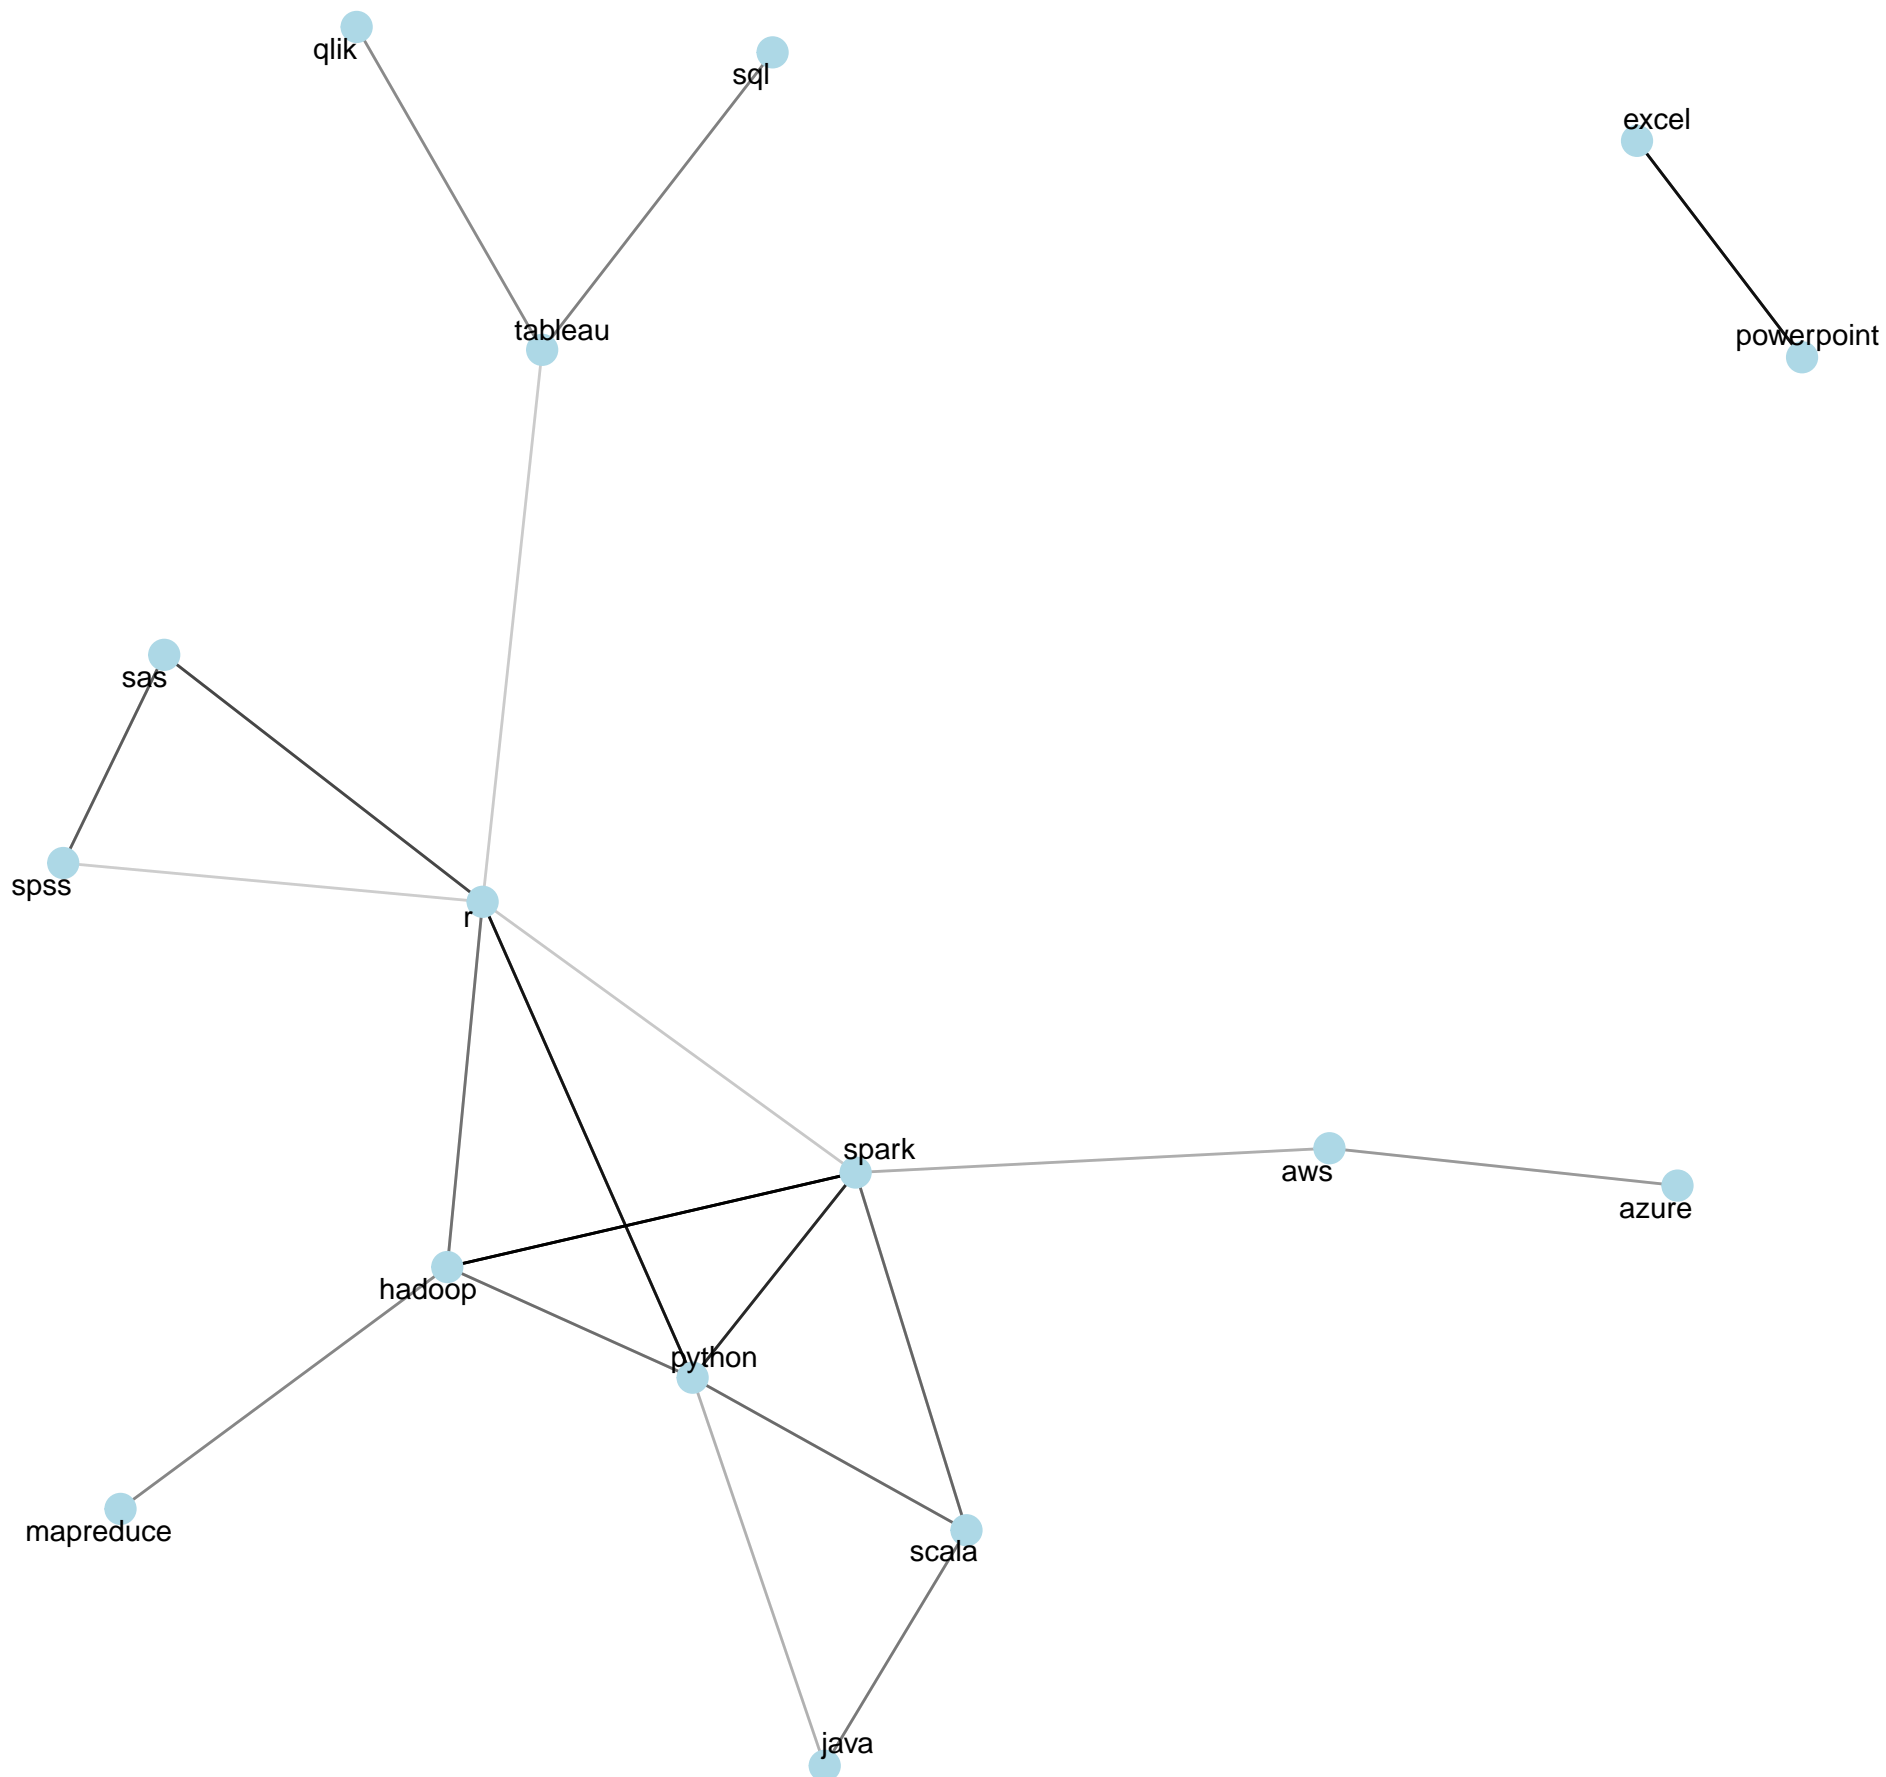 qlik
sql
excel
tableau
powerpoint
sas
spss
r
spark
aws
azure
hadoop
python
mapreduce
scala
java